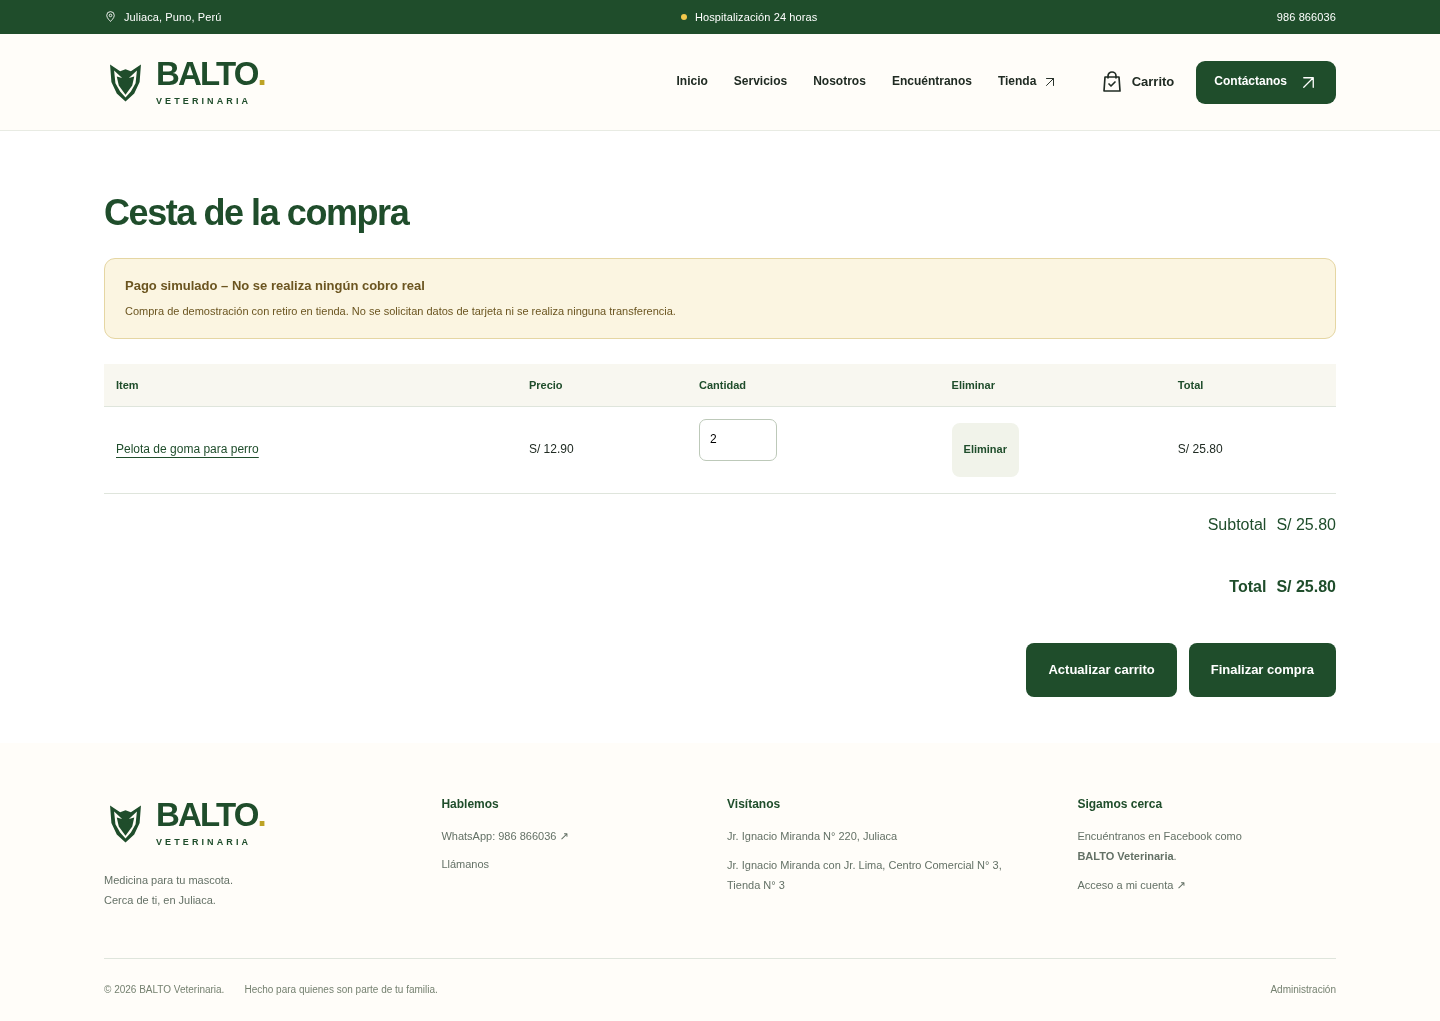 Juliaca, Puno, Perú
Hospitalización 24 horas
986 866036
BALTO.
VETERINARIA
Inicio
Servicios
Nosotros
Encuéntranos
Tienda
Carrito
Contáctanos
Cesta de la compra
Pago simulado – No se realiza ningún cobro real
Compra de demostración con retiro en tienda. No se solicitan datos de tarjeta ni se realiza ninguna transferencia.
Item Precio Cantidad Eliminar Total
Pelota de goma para perro S/ 12.90 2 Eliminar S/ 25.80
Subtotal S/ 25.80
Total S/ 25.80
Actualizar carrito
Finalizar compra
BALTO.
VETERINARIA
Medicina para tu mascota.
Cerca de ti, en Juliaca.
Hablemos
WhatsApp: 986 866036 ↗
Llámanos
Visítanos
Jr. Ignacio Miranda N° 220, Juliaca
Jr. Ignacio Miranda con Jr. Lima, Centro Comercial N° 3,
Tienda N° 3
Sigamos cerca
Encuéntranos en Facebook como
BALTO Veterinaria.
Acceso a mi cuenta ↗
© 2026 BALTO Veterinaria.
Hecho para quienes son parte de tu familia.
Administración